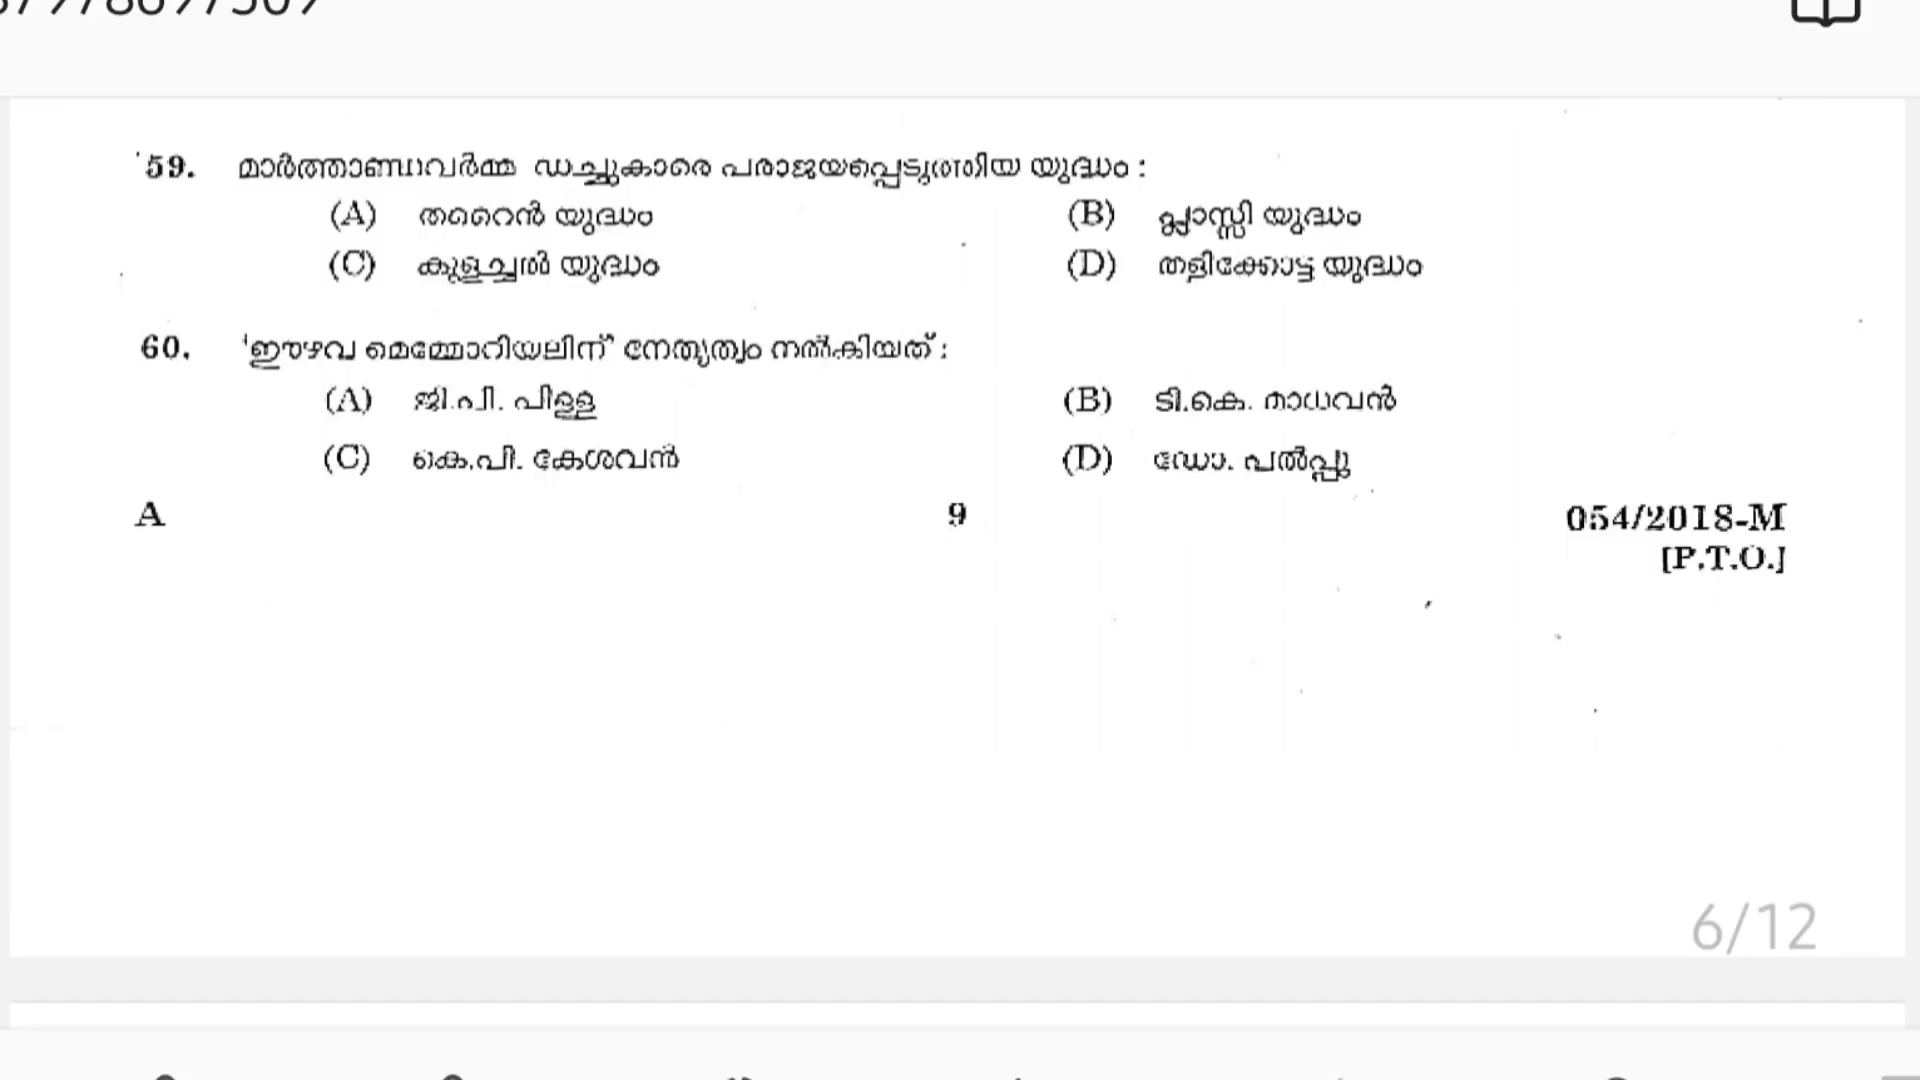 59. മാർത്താണ്ഡവർമ്മ ഡച്ചുകാരെ പരാജയപ്പെടുത്തിയ യുദ്ധം :
(A) തറൈൻ യുദ്ധം (B) പ്ലാസ്സി യുദ്ധം
(C) കുളച്ചൽ യുദ്ധം (D) തളിക്കോട്ട യുദ്ധം
60. 'ഈഴവ മെമ്മോറിയലിന്' നേതൃത്വം നൽകിയത് :
(A) ജി.പി. പിള്ള (B) ടി.കെ. മാധവൻ
(C) കെ.പി. കേശവൻ (D) ഡോ. പൽപ്പു
A 9 054/2018-M
[P.T.O.]
6/12